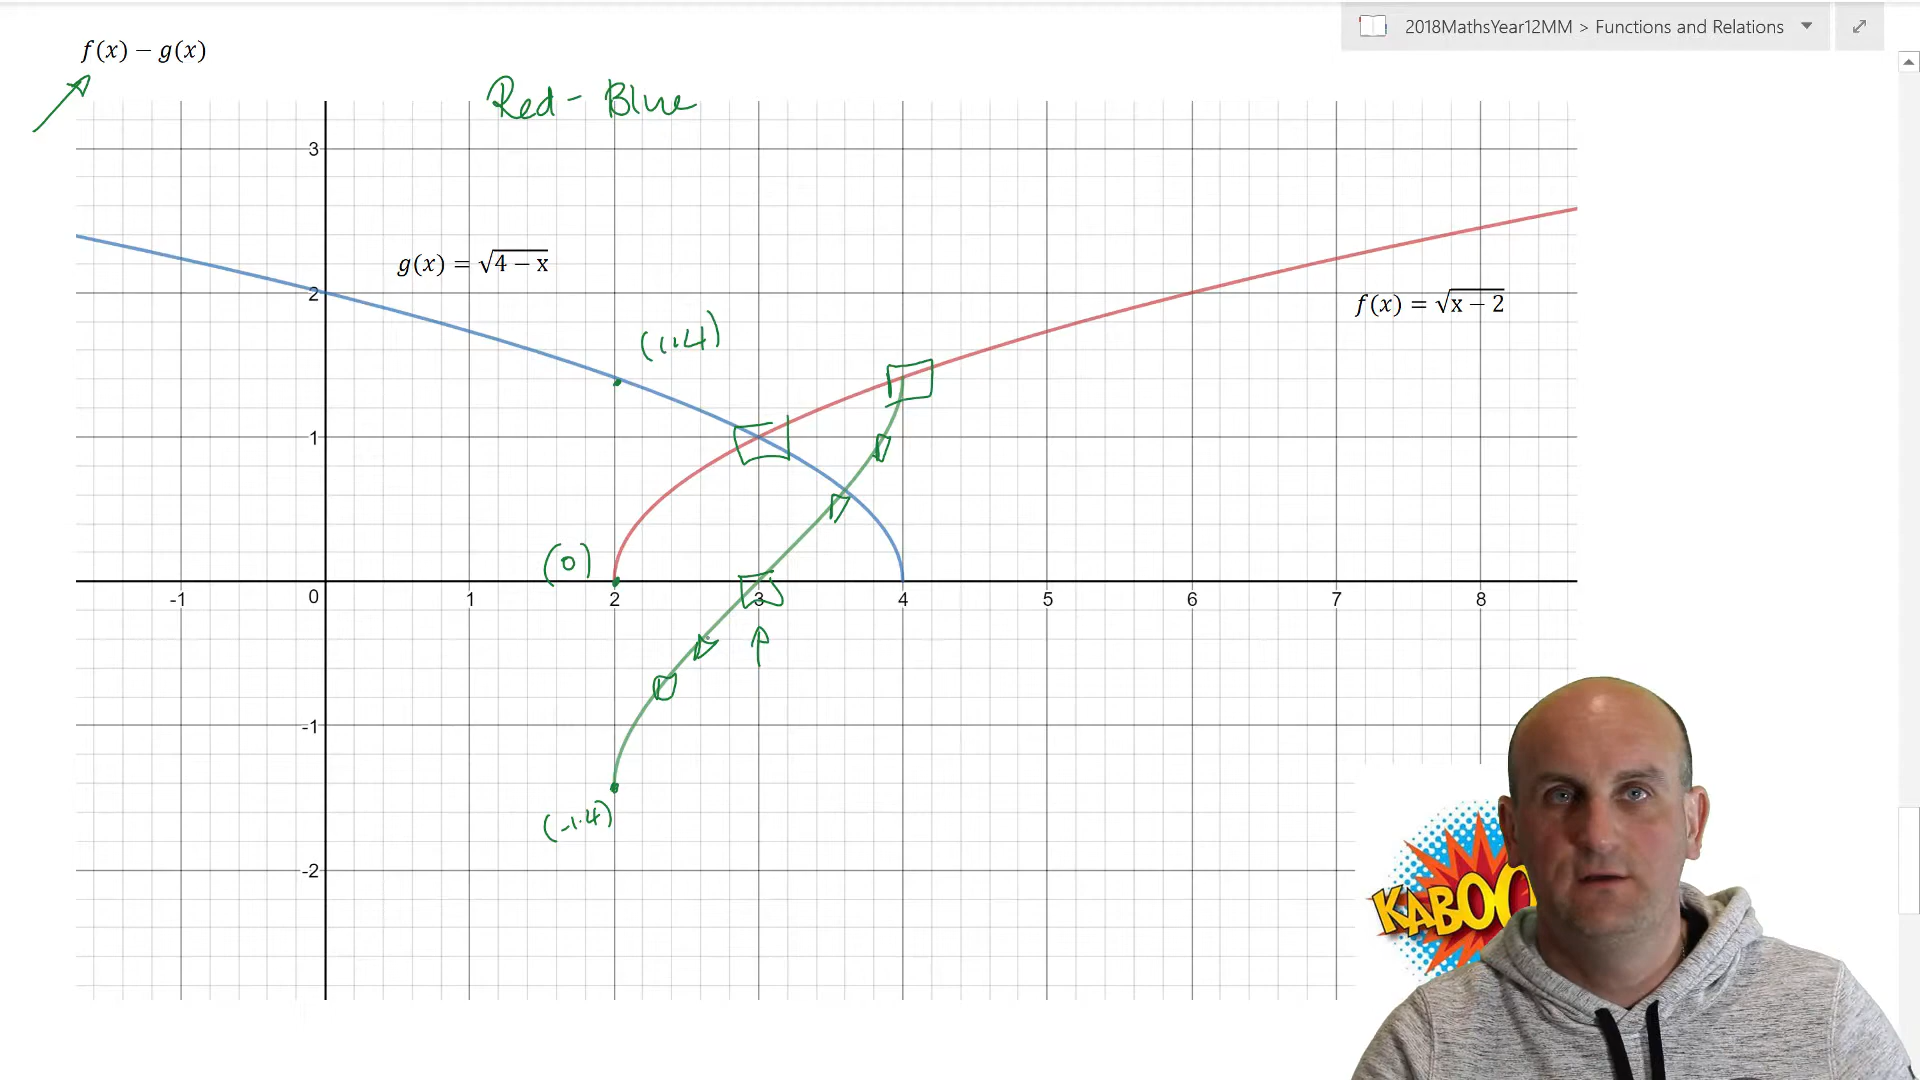 2018MathsYear12MM > Functions and Relations
f(x) − g(x)
Red - Blue
3
g(x) = √4 − x
2
f(x) = √x − 2
(1.4)
1
(0)
-1 0 1 2 3 4 5 6 7 8
-1
(-1.4)
-2
KABOO